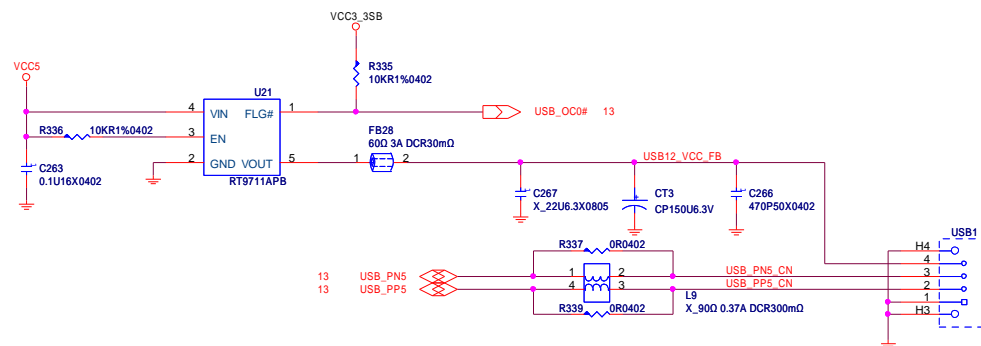 VCC3_3SB
VCC5
R335
10KR1%0402
U21
4 VIN FLG# 1
USB_OC0# 13
R336 10KR1%0402
3 EN
FB28
60Ω 3A DCR30mΩ
2 GND VOUT 5
1 2
USB12_VCC_FB
RT9711APB
C263
0.1U16X0402
C267
X_22U6.3X0805
CT3
CP150U6.3V
C266
470P50X0402
USB1
R337 0R0402
H4
4
13 USB_PN5 1 2 USB_PN5_CN 3
13 USB_PP5 4 3 USB_PP5_CN 2
L9
X_90Ω 0.37A DCR300mΩ
1
R339 0R0402
H3